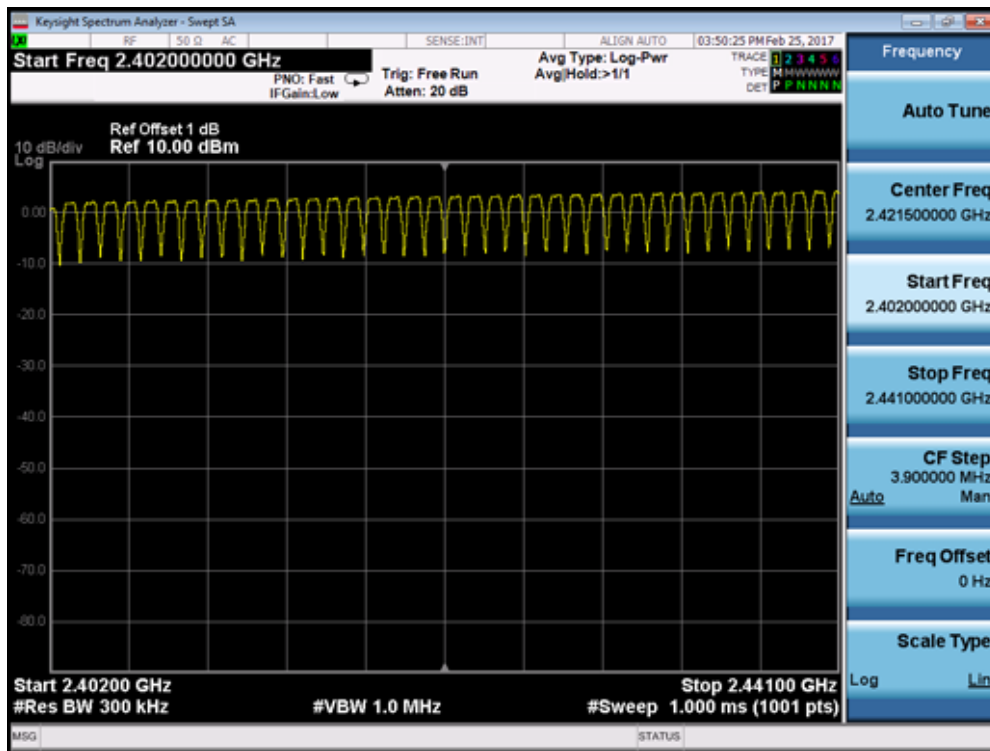 Keysight Spectrum Analyzer - Swept SA
RF 50 Ω AC SENSE:INT ALIGN AUTO 03:50:25 PM Feb 25, 2017
Start Freq 2.402000000 GHz
PNO: Fast
IFGain:Low
Trig: Free Run
Atten: 20 dB
Avg Type: Log-Pwr
Avg|Hold:>1/1
TRACE 1 2 3 4 5 6
TYPE M W W W W W
DET P P N N N N
Ref Offset 1 dB
10 dB/div Ref 10.00 dBm
Log
0.00
-10.0
-20.0
-30.0
-40.0
-50.0
-60.0
-70.0
-80.0
Start 2.40200 GHz Stop 2.44100 GHz
#Res BW 300 kHz #VBW 1.0 MHz #Sweep 1.000 ms (1001 pts)
MSG STATUS
Frequency
Auto Tune
Center Freq
2.421500000 GHz
Start Freq
2.402000000 GHz
Stop Freq
2.441000000 GHz
CF Step
3.900000 MHz
Auto Man
Freq Offset
0 Hz
Scale Type
Log Lin